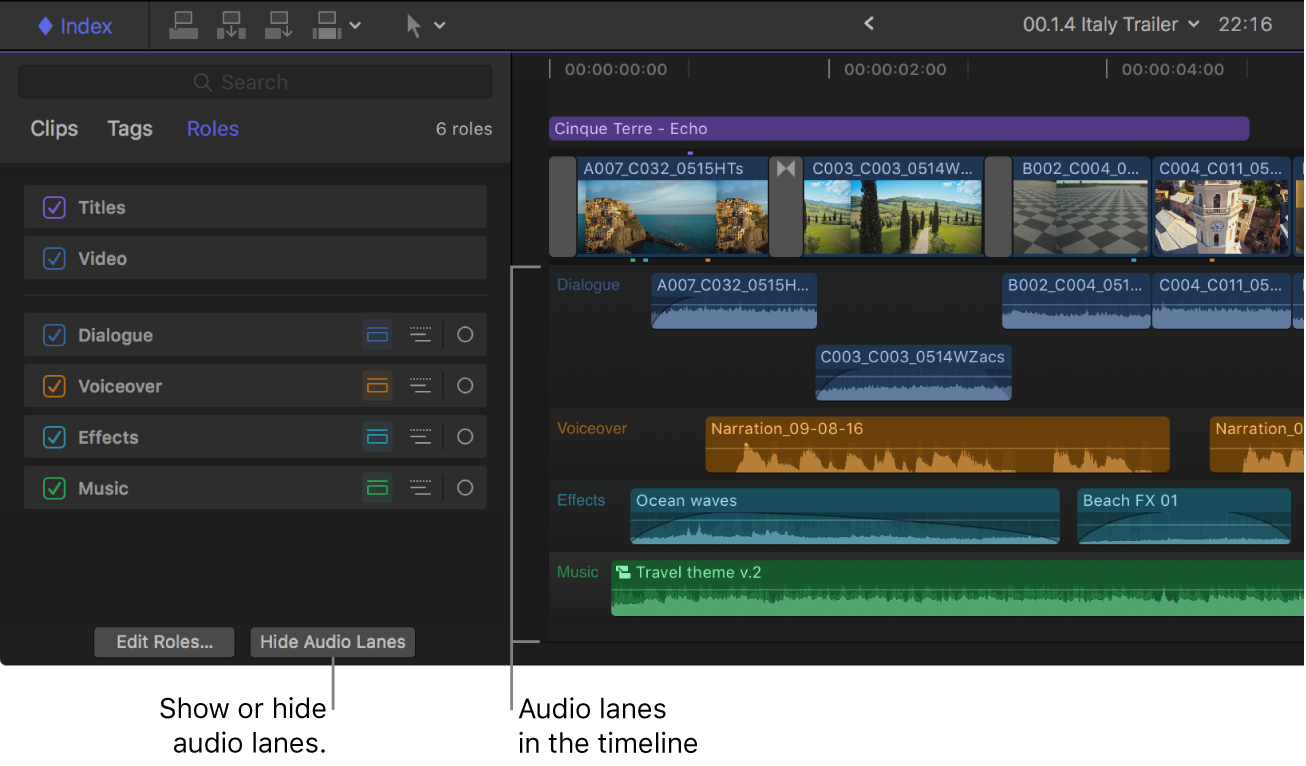 Index
00.1.4 Italy Trailer 22:16
Search
Clips Tags Roles 6 roles
Titles
Video
Dialogue
Voiceover
Effects
Music
Edit Roles...
Hide Audio Lanes
00:00:00:00 00:00:02:00 00:00:04:00
Cinque Terre - Echo
A007_C032_0515HTs C003_C003_0514W... B002_C004_0... C004_C011_05...
Dialogue A007_C032_0515H... B002_C004_051... C004_C011_05...
C003_C003_0514WZacs
Voiceover Narration_09-08-16 Narration_0
Effects Ocean waves Beach FX 01
Music Travel theme v.2
Show or hide
audio lanes.
Audio lanes
in the timeline